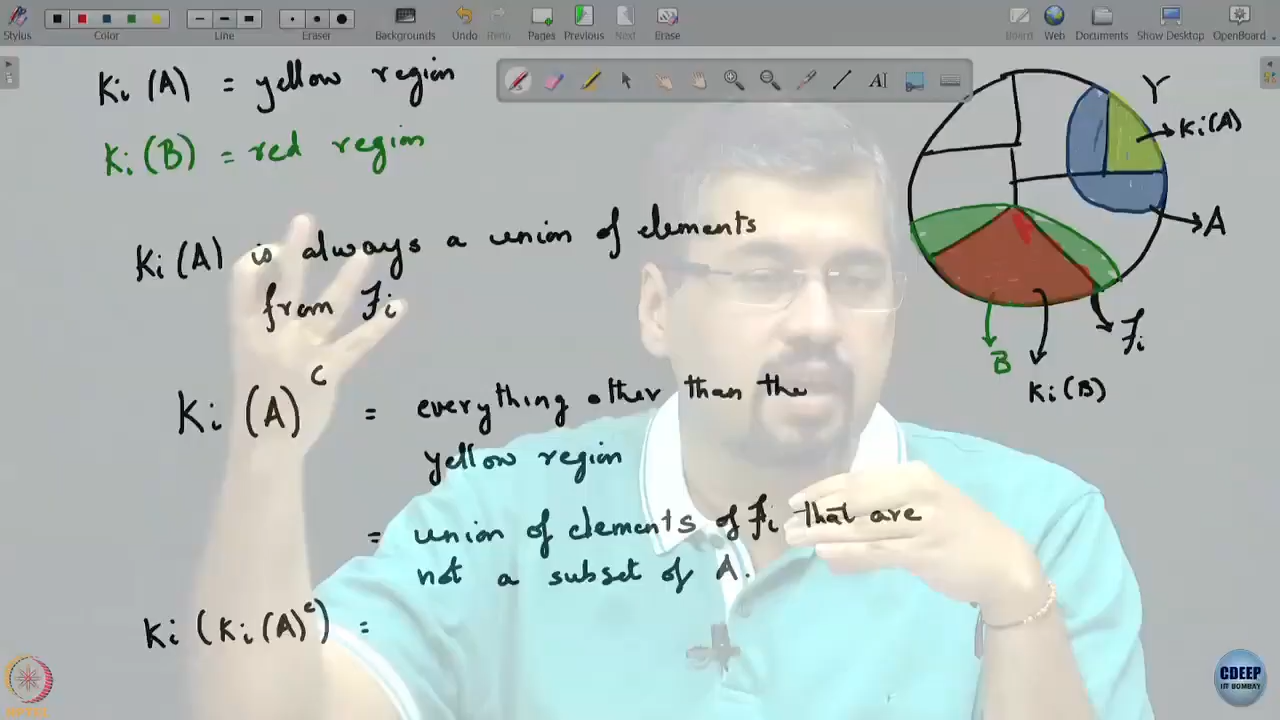 Stylus
Color
Line
Eraser
Backgrounds
Undo
Redo
Pages
Previous
Next
Erase
Board
Web
Documents
Show Desktop
OpenBoard
Ki (A) = yellow region
Ki (B) = red region
Ki (A) is always a union of elements
from Fi
Ki (A)^c = everything other than the
yellow region
= union of elements of Fi that are
not a subset of A.
Ki (Ki (A)^c) =
Y
Ki(A)
A
Fi
B
Ki(B)
CDEEP
IIT BOMBAY